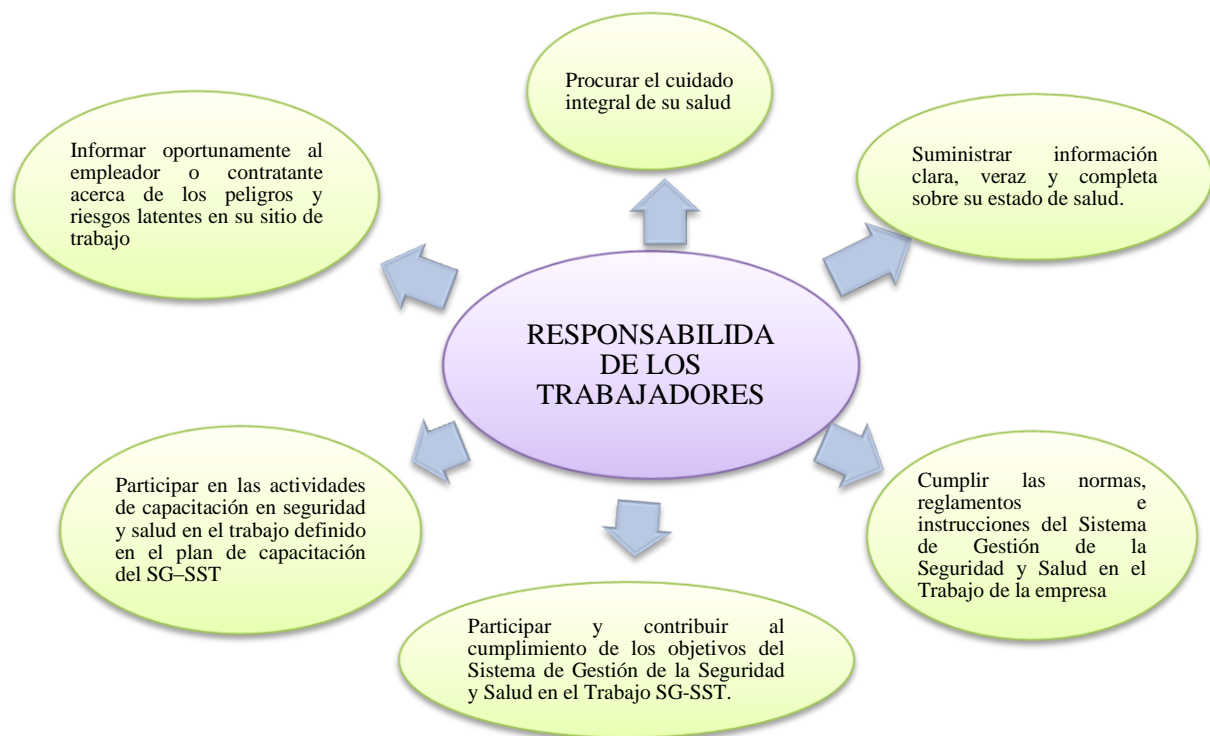 Procurar el cuidado
integral de su salud
Suministrar información
clara, veraz y completa
sobre su estado de salud.
Cumplir las normas,
reglamentos e
instrucciones del Sistema
de Gestión de la
Seguridad y Salud en el
Trabajo de la empresa
Participar y contribuir al
cumplimiento de los objetivos del
Sistema de Gestión de la Seguridad
y Salud en el Trabajo SG-SST.
Participar en las actividades
de capacitación en seguridad
y salud en el trabajo definido
en el plan de capacitación
del SG–SST
Informar oportunamente al
empleador o contratante
acerca de los peligros y
riesgos latentes en su sitio de
trabajo
RESPONSABILIDA
DE LOS
TRABAJADORES